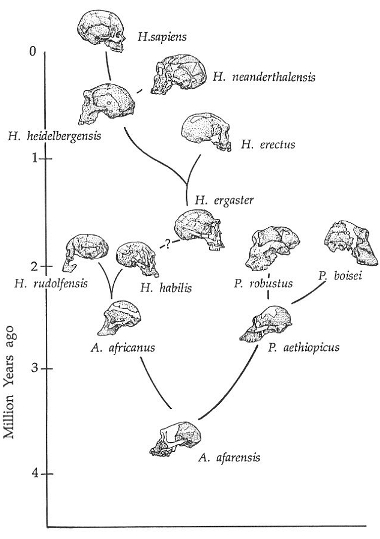 0
H.sapiens
H. neanderthalensis
H. heidelbergensis
H. erectus
1
H. ergaster
?
2
H. rudolfensis
H. habilis
P. robustus
P. boisei
A. africanus
P. aethiopicus
3
Million Years ago
A. afarensis
4